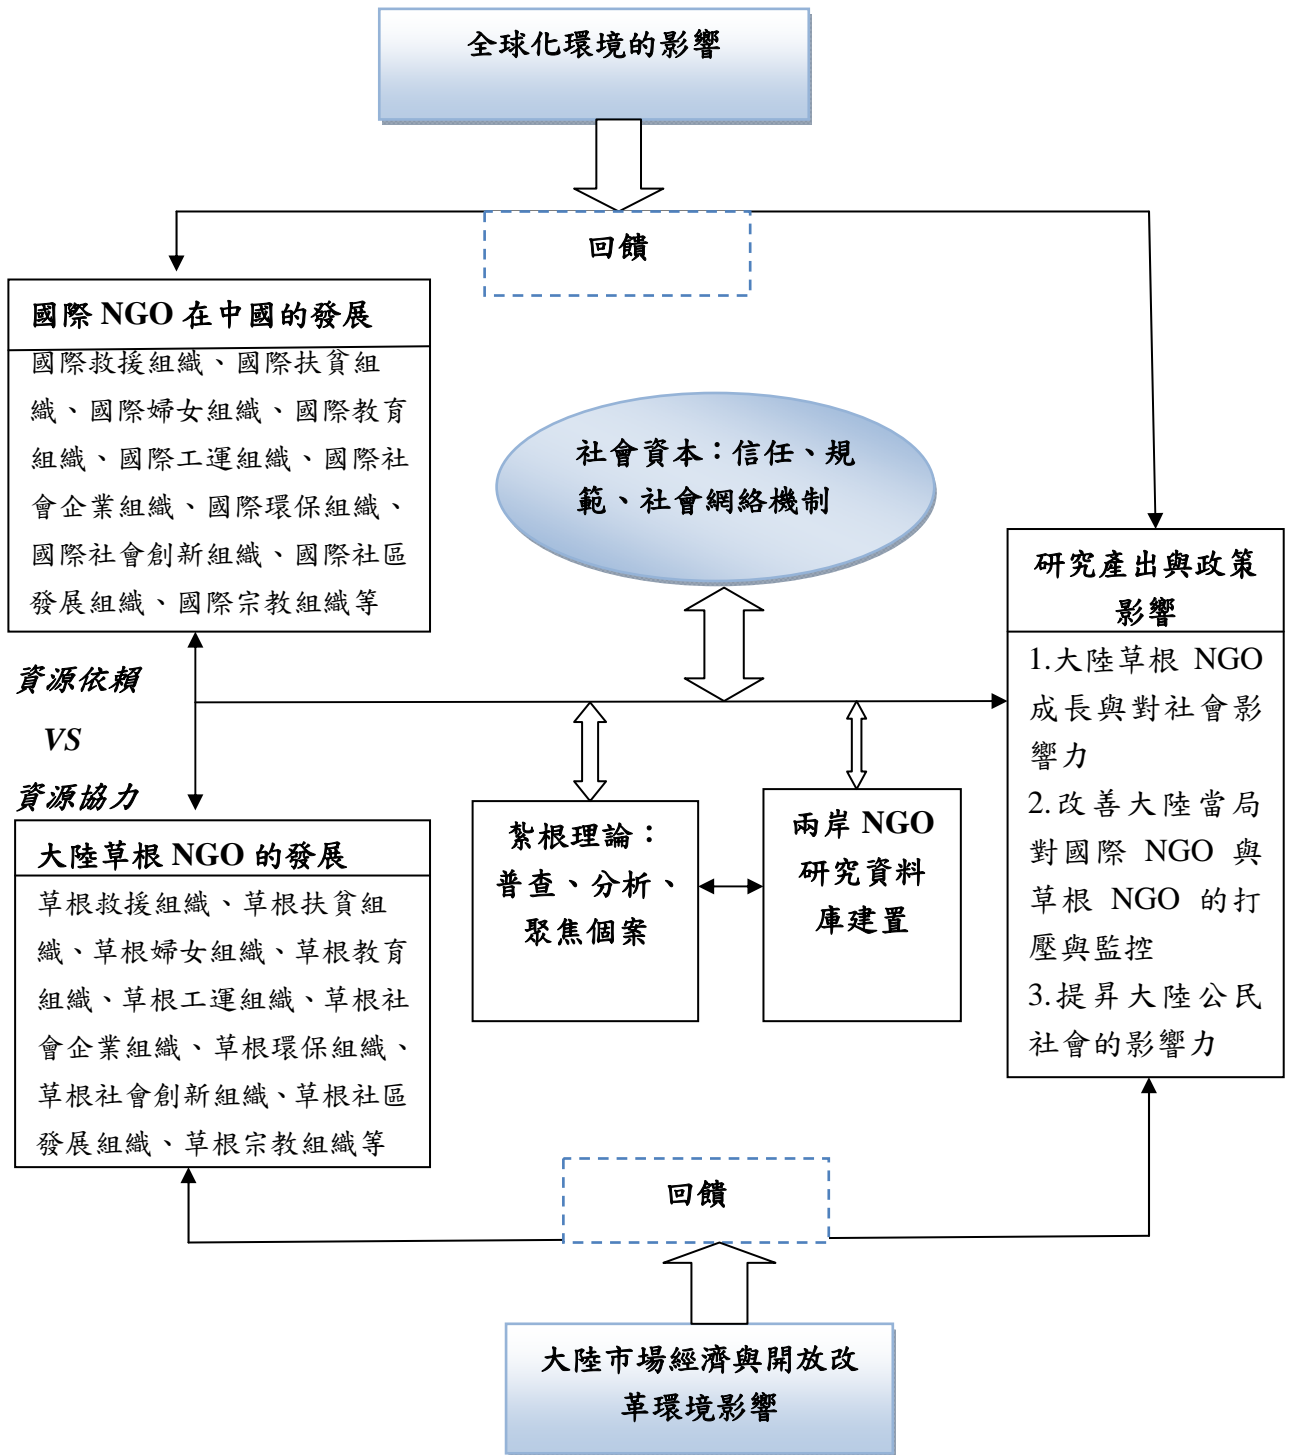 全球化環境的影響
回饋
國際 NGO 在中國的發展
國際救援組織、國際扶貧組
織、國際婦女組織、國際教育
組織、國際工運組織、國際社
會企業組織、國際環保組織、
國際社會創新組織、國際社區
發展組織、國際宗教組織等
社會資本：信任、規
範、社會網絡機制
研究產出與政策
影響
1.大陸草根 NGO
成長與對社會影
響力
2.改善大陸當局
對國際 NGO 與
草根 NGO 的打
壓與監控
3.提昇大陸公民
社會的影響力
資源依賴
VS
資源協力
紮根理論：
普查、分析、
聚焦個案
兩岸 NGO
研究資料
庫建置
大陸草根 NGO 的發展
草根救援組織、草根扶貧組
織、草根婦女組織、草根教育
組織、草根工運組織、草根社
會企業組織、草根環保組織、
草根社會創新組織、草根社區
發展組織、草根宗教組織等
回饋
大陸市場經濟與開放改
革環境影響